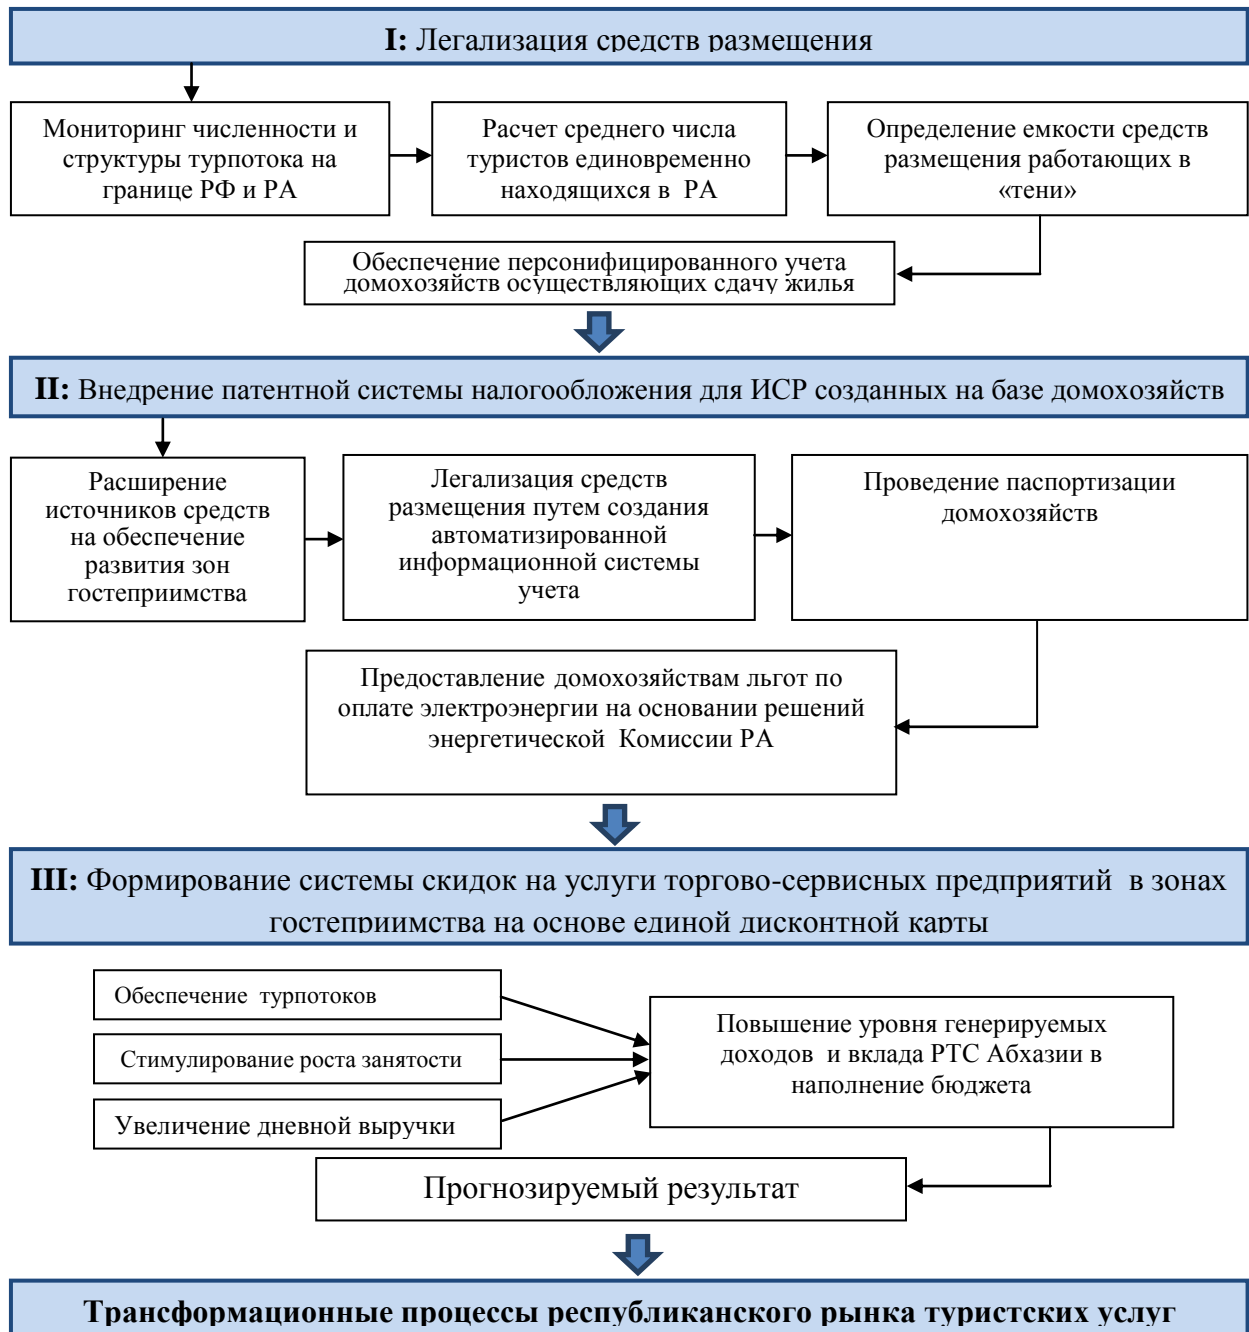 I: Легализация средств размещения
Мониторинг численности и
структуры турпотока на
границе РФ и РА
Расчет среднего числа
туристов единовременно
находящихся в РА
Определение емкости средств
размещения работающих в
«тени»
Обеспечение персонифицированного учета
домохозяйств осуществляющих сдачу жилья
II: Внедрение патентной системы налогообложения для ИСР созданных на базе домохозяйств
Расширение
источников средств
на обеспечение
развития зон
гостеприимства
Легализация средств
размещения путем создания
автоматизированной
информационной системы
учета
Проведение паспортизации
домохозяйств
Предоставление домохозяйствам льгот по
оплате электроэнергии на основании решений
энергетической Комиссии РА
III: Формирование системы скидок на услуги торгово-сервисных предприятий в зонах
гостеприимства на основе единой дисконтной карты
Обеспечение турпотоков
Стимулирование роста занятости
Увеличение дневной выручки
Повышение уровня генерируемых
доходов и вклада РТС Абхазии в
наполнение бюджета
Прогнозируемый результат
Трансформационные процессы республиканского рынка туристских услуг